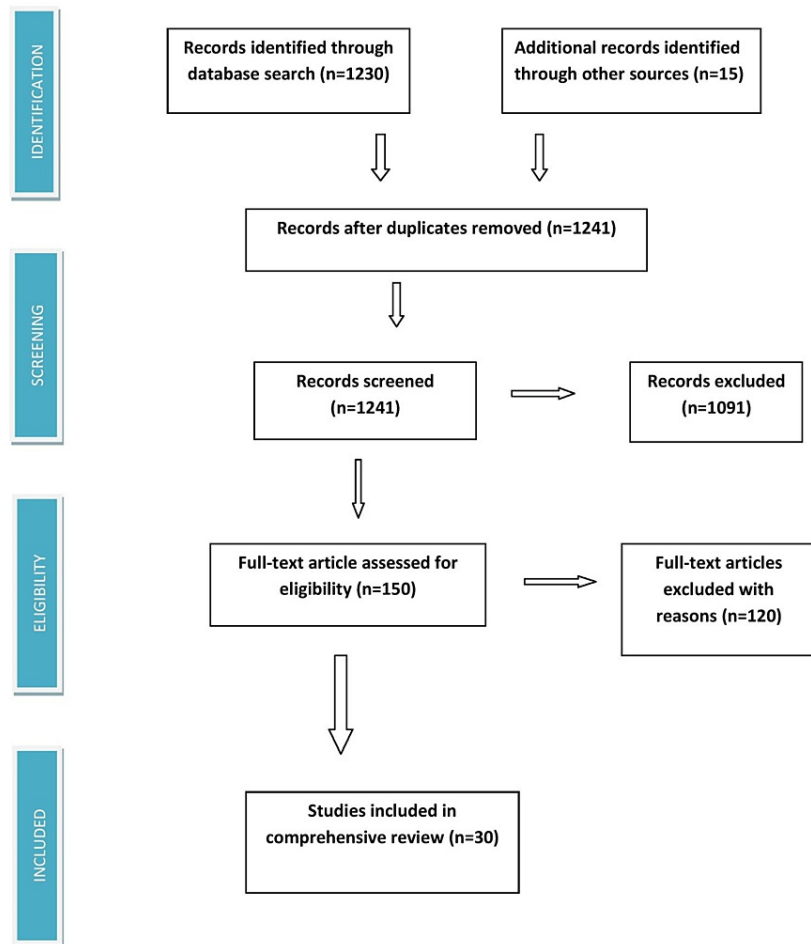 IDENTIFICATION
Records identified through
database search (n=1230)
Additional records identified
through other sources (n=15)
Records after duplicates removed (n=1241)
SCREENING
Records screened
(n=1241)
Records excluded
(n=1091)
ELIGIBILITY
Full-text article assessed for
eligibility (n=150)
Full-text articles
excluded with
reasons (n=120)
INCLUDED
Studies included in
comprehensive review (n=30)